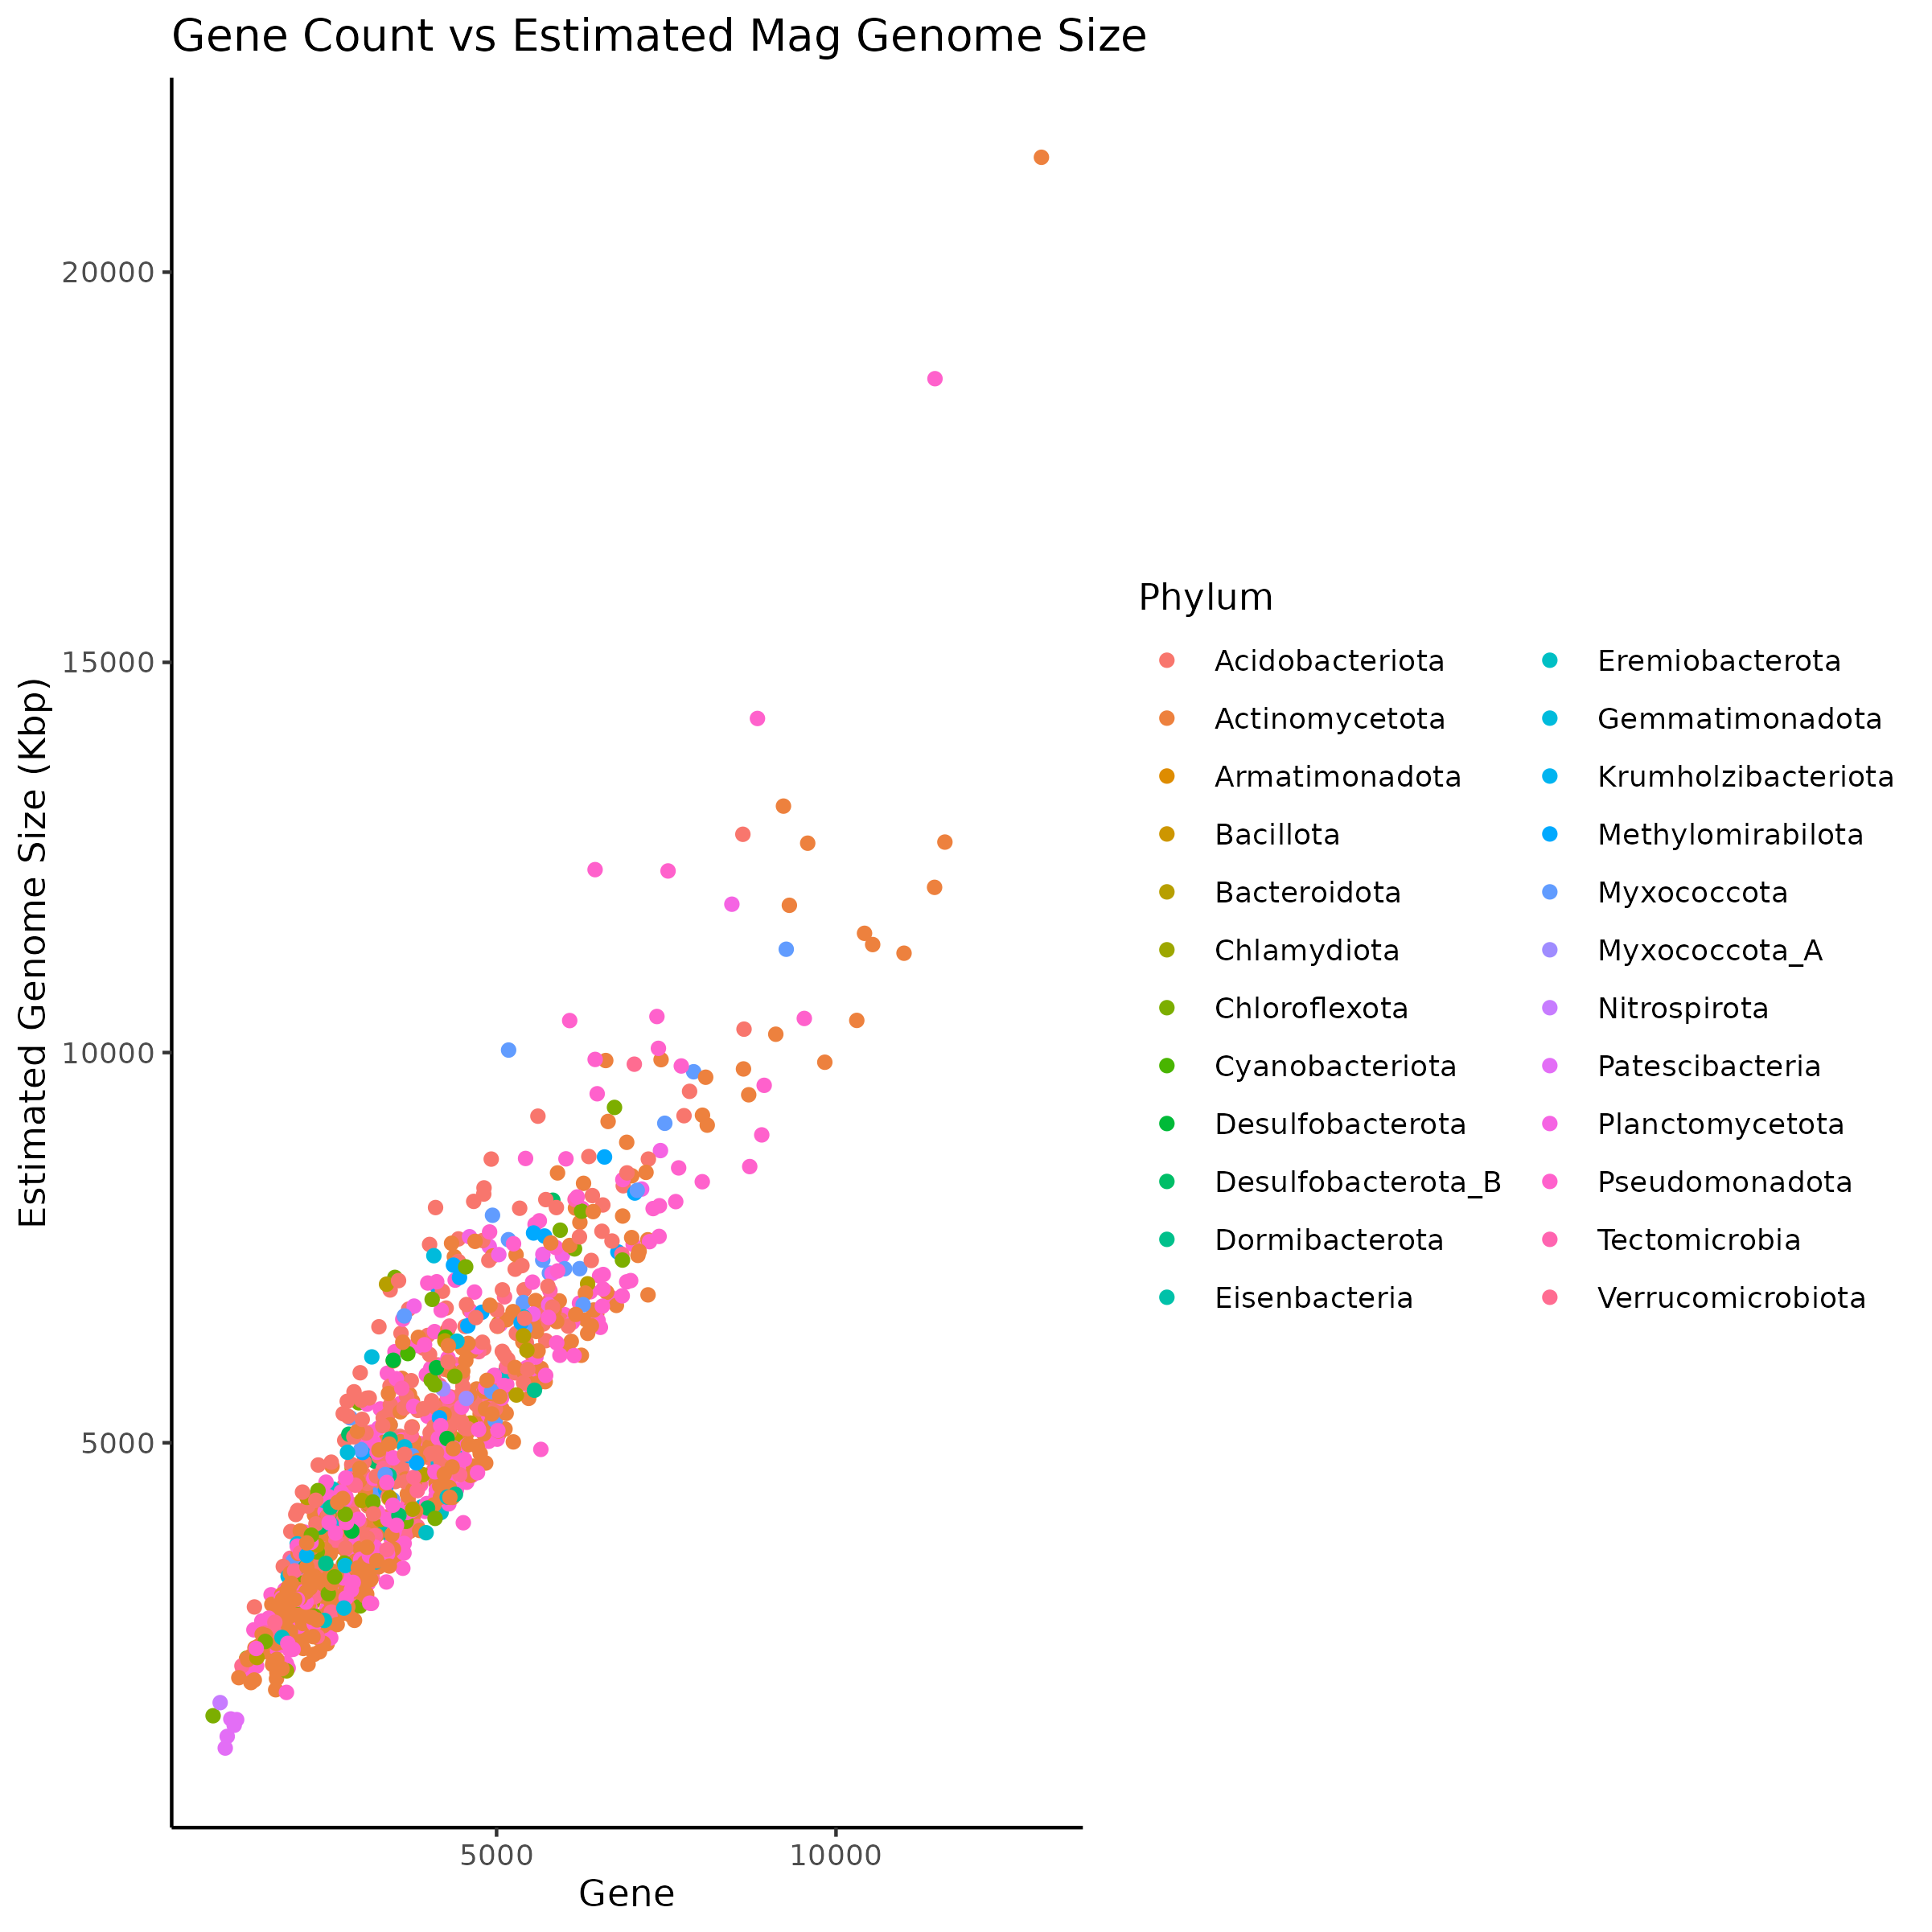 Gene Count vs Estimated Mag Genome Size
Estimated Genome Size (Kbp)
20000
15000
10000
5000
5000
10000
Gene
Phylum
Acidobacteriota
Actinomycetota
Armatimonadota
Bacillota
Bacteroidota
Chlamydiota
Chloroflexota
Cyanobacteriota
Desulfobacterota
Desulfobacterota_B
Dormibacterota
Eisenbacteria
Eremiobacterota
Gemmatimonadota
Krumholzibacteriota
Methylomirabilota
Myxococcota
Myxococcota_A
Nitrospirota
Patescibacteria
Planctomycetota
Pseudomonadota
Tectomicrobia
Verrucomicrobiota